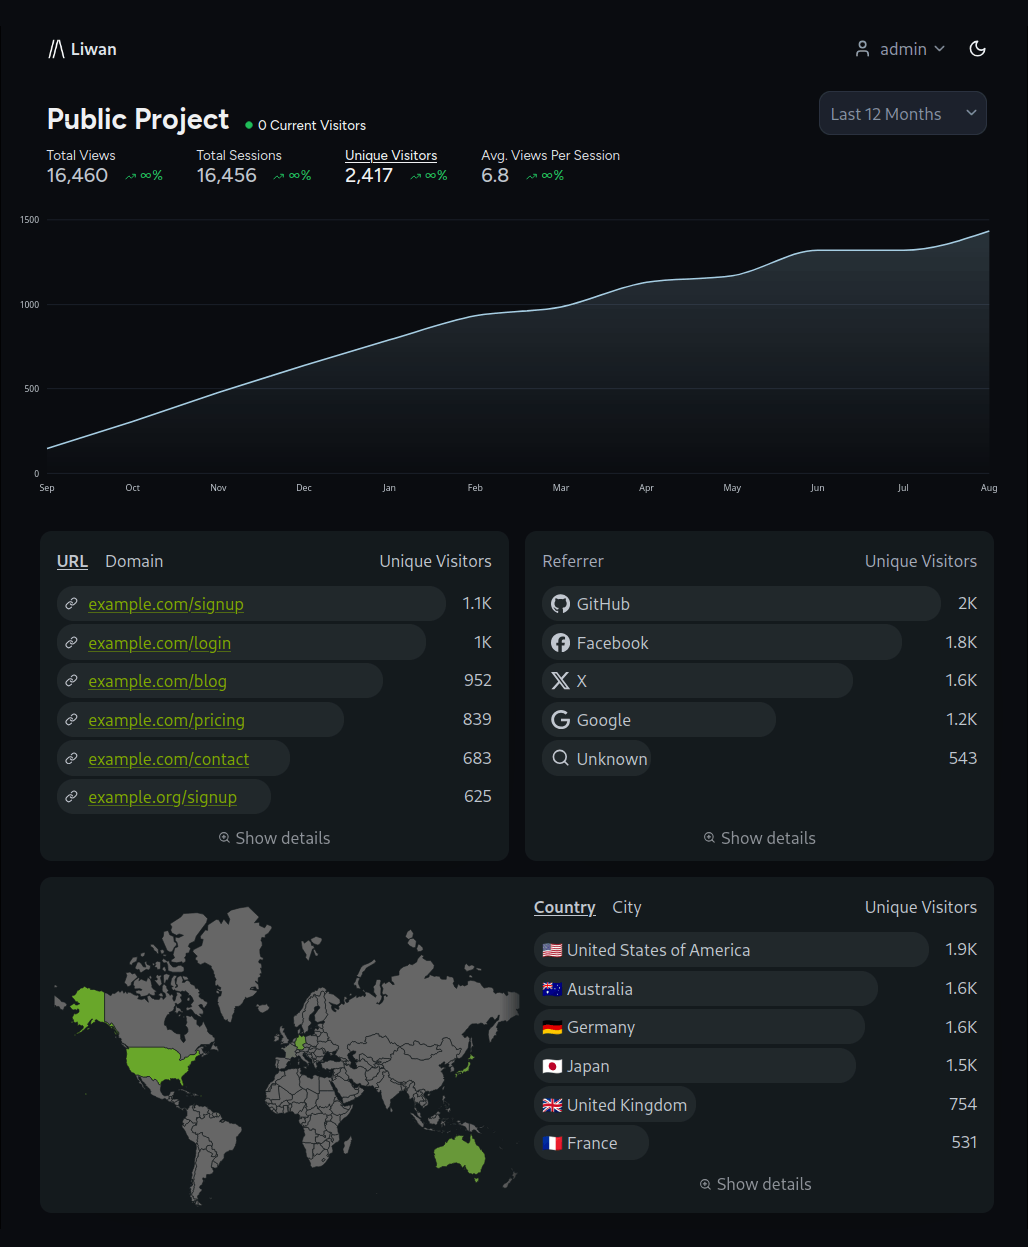 Liwan
admin
Public Project
0 Current Visitors
Last 12 Months
Total Views
16,460
∞%
Total Sessions
16,456
∞%
Unique Visitors
2,417
∞%
Avg. Views Per Session
6.8
∞%
1500
1000
500
0
Sep Oct Nov Dec Jan Feb Mar Apr May Jun Jul Aug
URL Domain Unique Visitors
example.com/signup 1.1K
example.com/login 1K
example.com/blog 952
example.com/pricing 839
example.com/contact 683
example.org/signup 625
Show details
Referrer Unique Visitors
GitHub 2K
Facebook 1.8K
X 1.6K
Google 1.2K
Unknown 543
Show details
Country City Unique Visitors
United States of America 1.9K
Australia 1.6K
Germany 1.6K
Japan 1.5K
United Kingdom 754
France 531
Show details